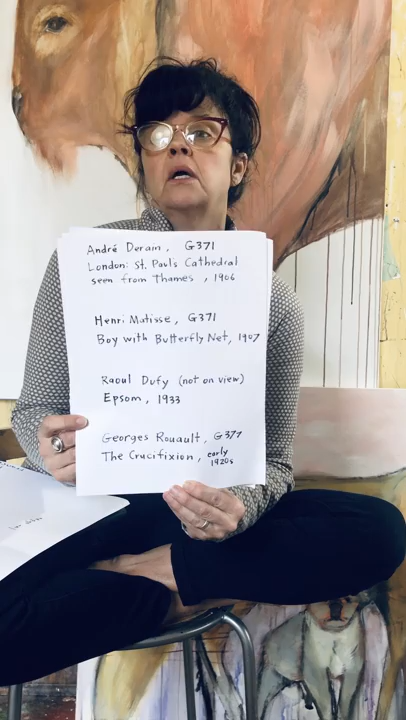 André Derain, G371
London: St. Paul's Cathedral
seen from Thames, 1906
Henri Matisse, G371
Boy with Butterfly Net, 1907
Raoul Dufy (not on view)
Epsom, 1933
Georges Rouault, G371
The Crucifixion, early
1920s